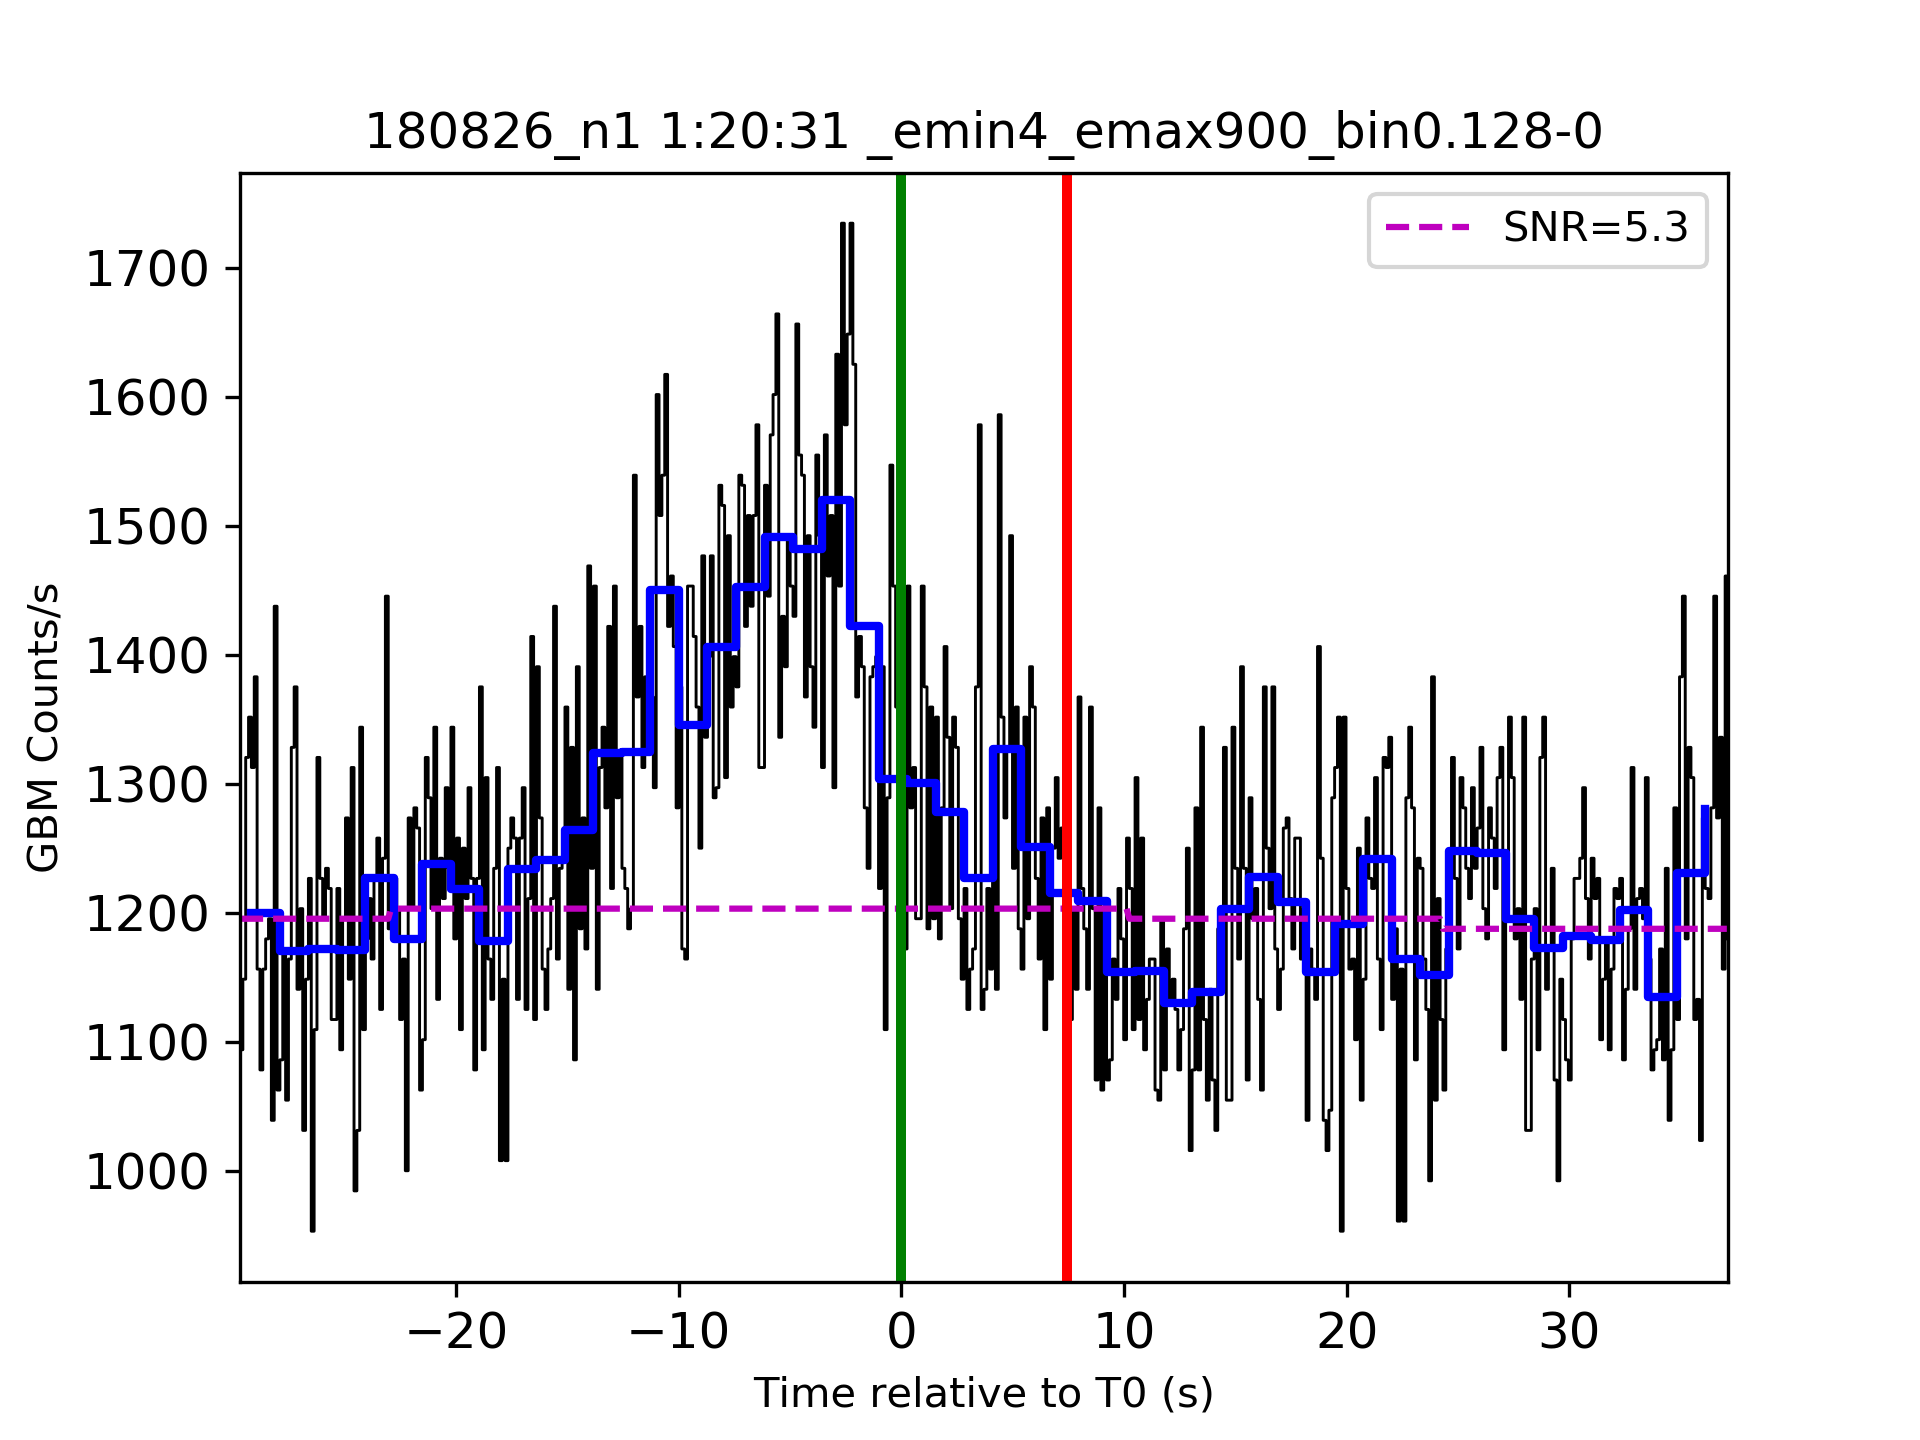 180826_n1 1:20:31 _emin4_emax900_bin0.128-0
SNR=5.3
1700
1600
1500
1400
1300
1200
1100
1000
GBM Counts/s
−20 −10 0 10 20 30
Time relative to T0 (s)